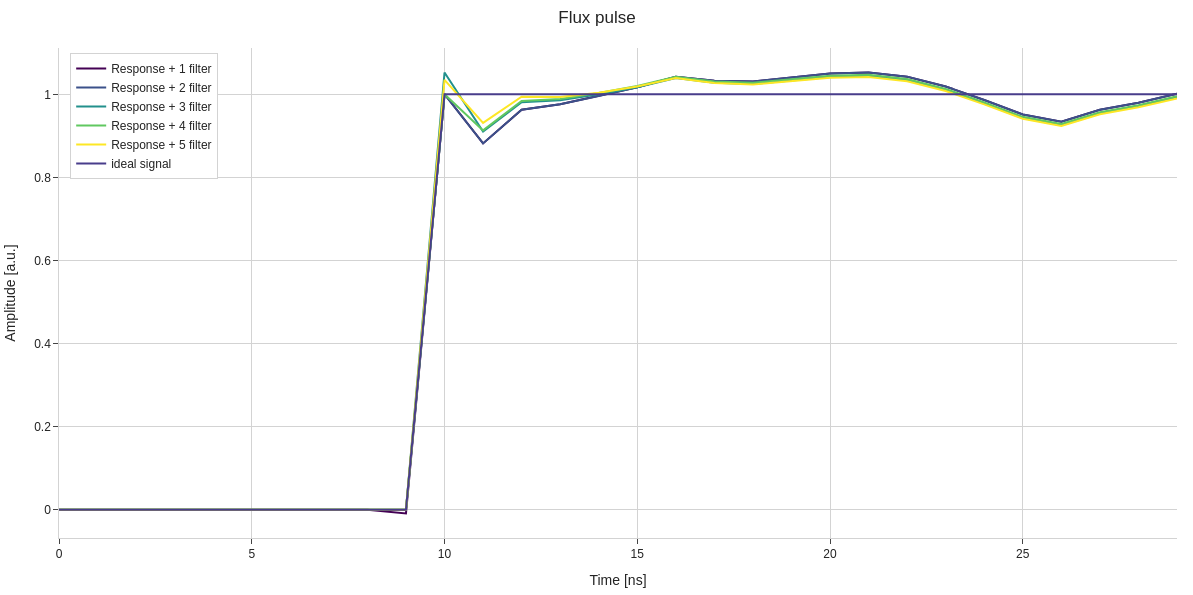 Flux pulse
Response + 1 filter
Response + 2 filter
Response + 3 filter
Response + 4 filter
Response + 5 filter
ideal signal
1
0.8
0.6
0.4
0.2
0
Amplitude [a.u.]
0 5 10 15 20 25
Time [ns]